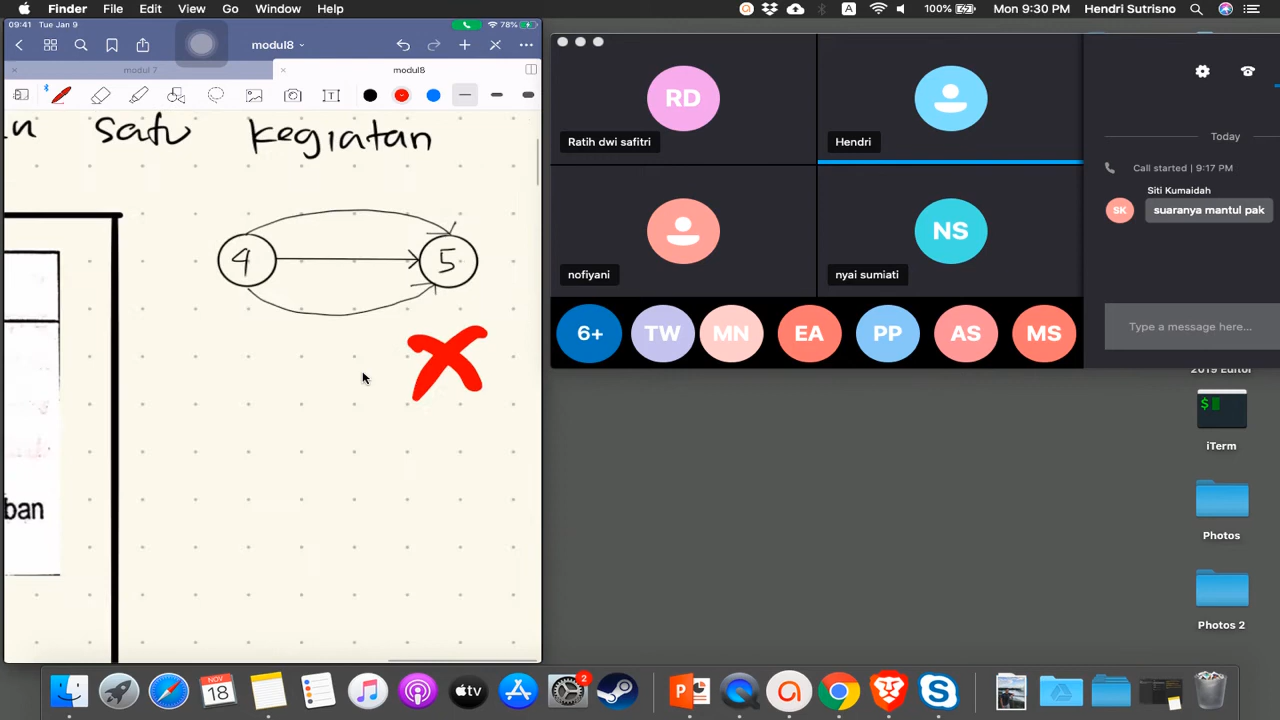 Finder File Edit View Go Window Help
100% Mon 9:30 PM Hendri Sutrisno
09:41 Tue Jan 9
78%
modul8
modul 7
modul8
satu kegiatan
4 5
ban
RD
Ratih dwi safitri
Hendri
nofiyani
NS
nyai sumiati
6+ TW MN EA PP AS MS
Today
Call started | 9:17 PM
Siti Kumaidah
SK suaranya mantul pak
Type a message here...
2019 Editor
iTerm
Photos
Photos 2
NOV
18
tv
2